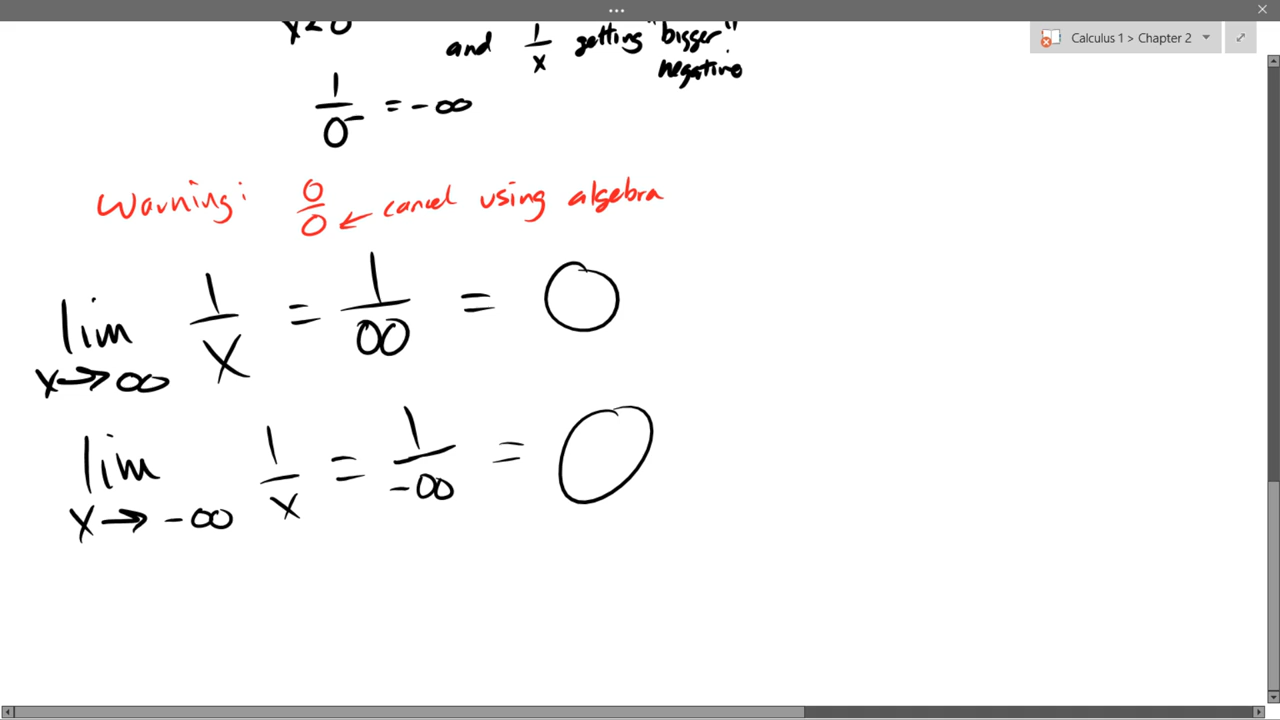 Calculus 1 > Chapter 2
x<0
and 1/x getting "bigger"
negative
1/0⁻ = -∞
Warning: 0/0 ← cancel using algebra
lim x→∞ 1/x = 1/∞ = 0
lim x→-∞ 1/x = 1/-∞ = 0